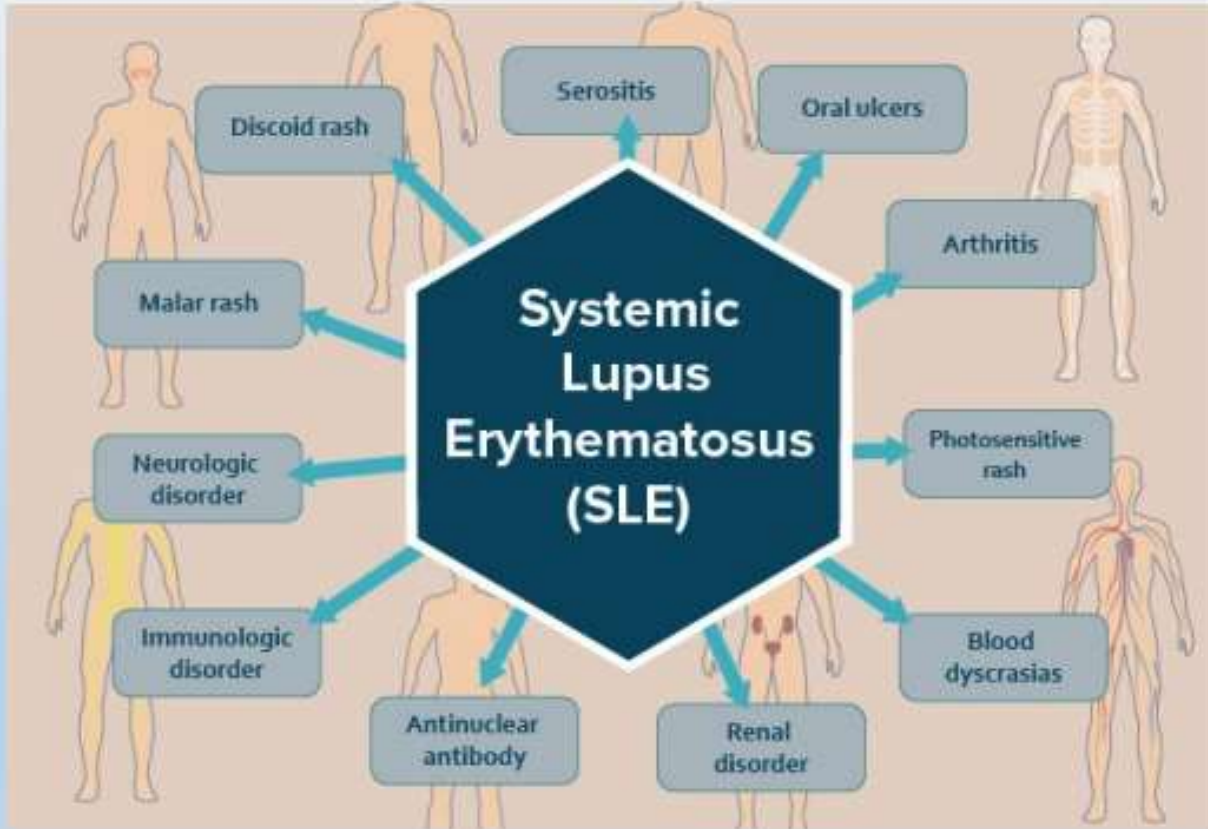 Serositis
Oral ulcers
Discoid rash
Arthritis
Malar rash
Systemic
Lupus
Erythematosus
(SLE)
Photosensitive
rash
Neurologic
disorder
Immunologic
disorder
Blood
dyscrasias
Antinuclear
antibody
Renal
disorder